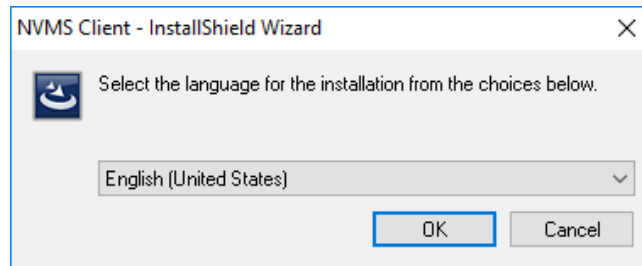 NVMS Client - InstallShield Wizard
Select the language for the installation from the choices below.
English (United States)
OK Cancel